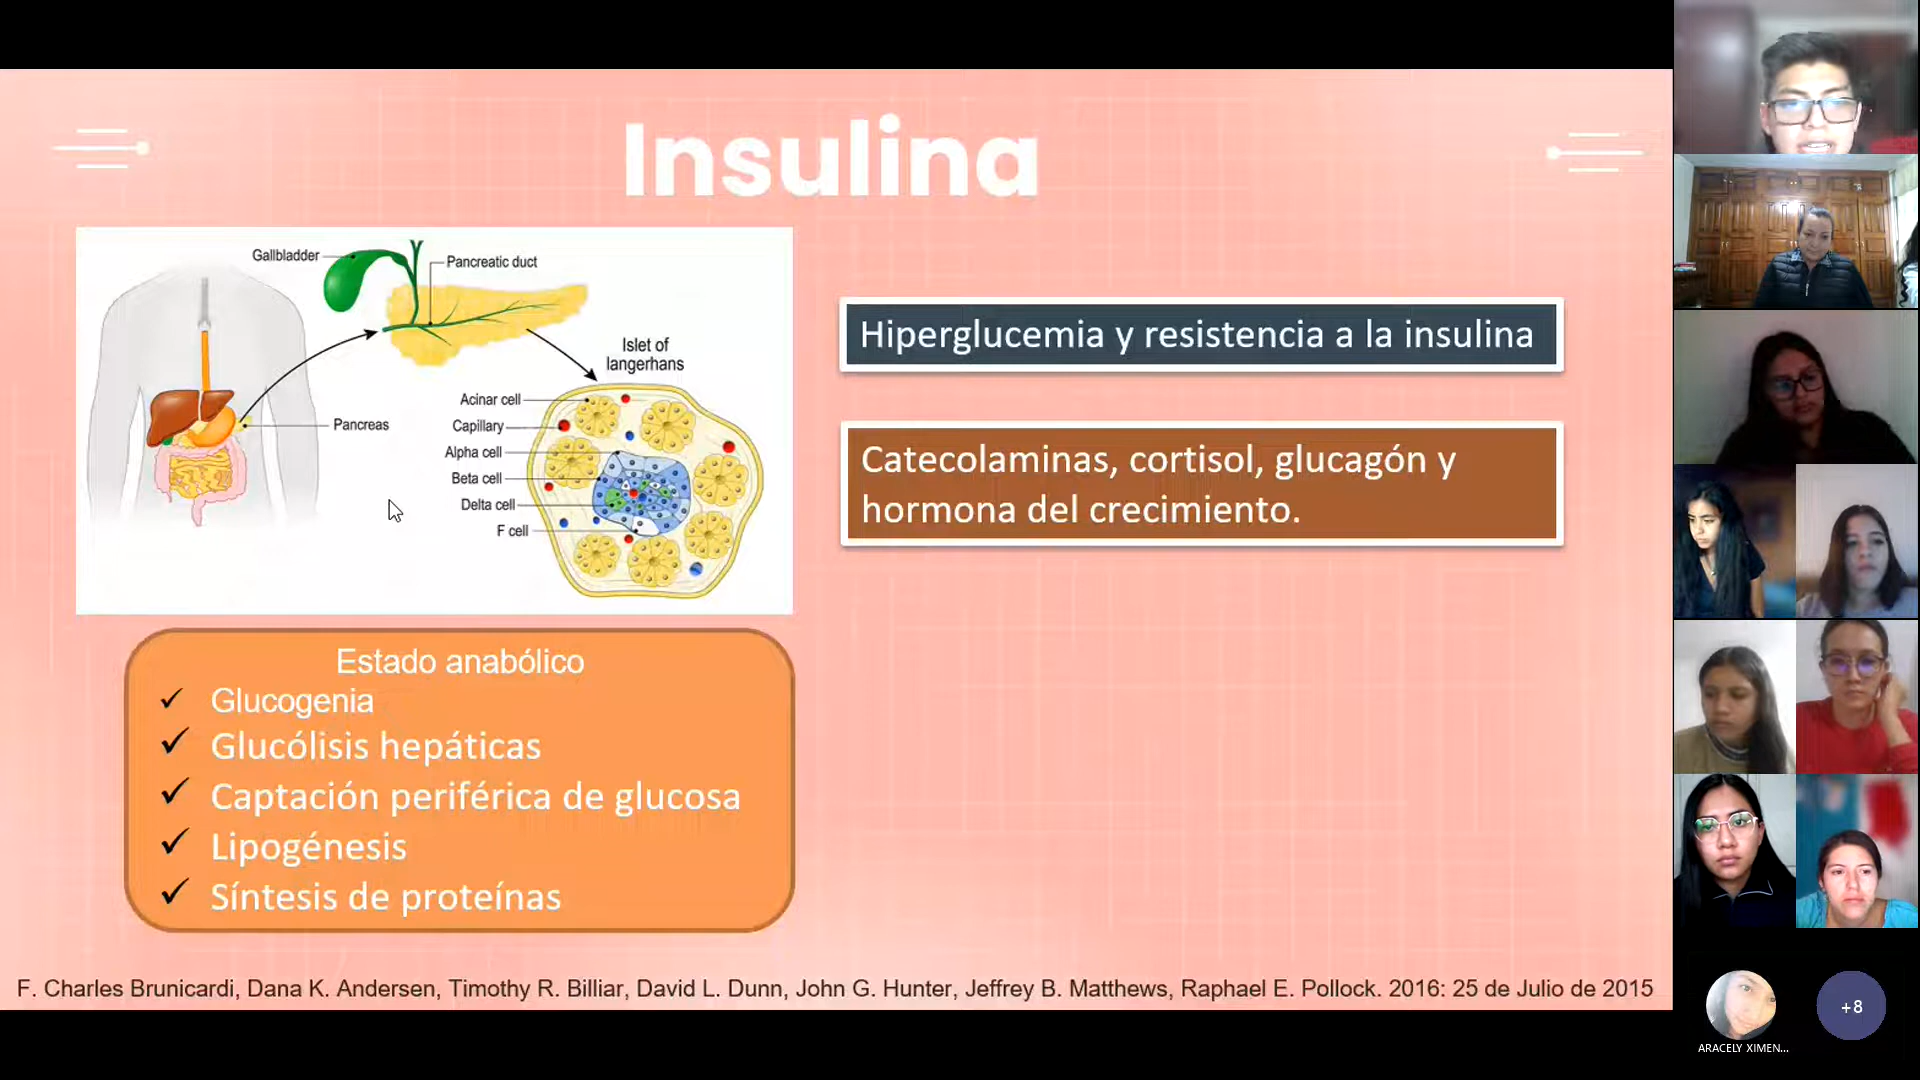 Insulina
Gallbladder
Pancreatic duct
Islet of
langerhans
Acinar cell
Capillary
Pancreas
Alpha cell
Beta cell
Delta cell
F cell
Hiperglucemia y resistencia a la insulina
Catecolaminas, cortisol, glucagón y
hormona del crecimiento.
Estado anabólico
✓ Glucogenia
✓ Glucólisis hepáticas
✓ Captación periférica de glucosa
✓ Lipogénesis
✓ Síntesis de proteínas
F. Charles Brunicardi, Dana K. Andersen, Timothy R. Billiar, David L. Dunn, John G. Hunter, Jeffrey B. Matthews, Raphael E. Pollock. 2016: 25 de Julio de 2015
+8
ARACELY XIMEN...